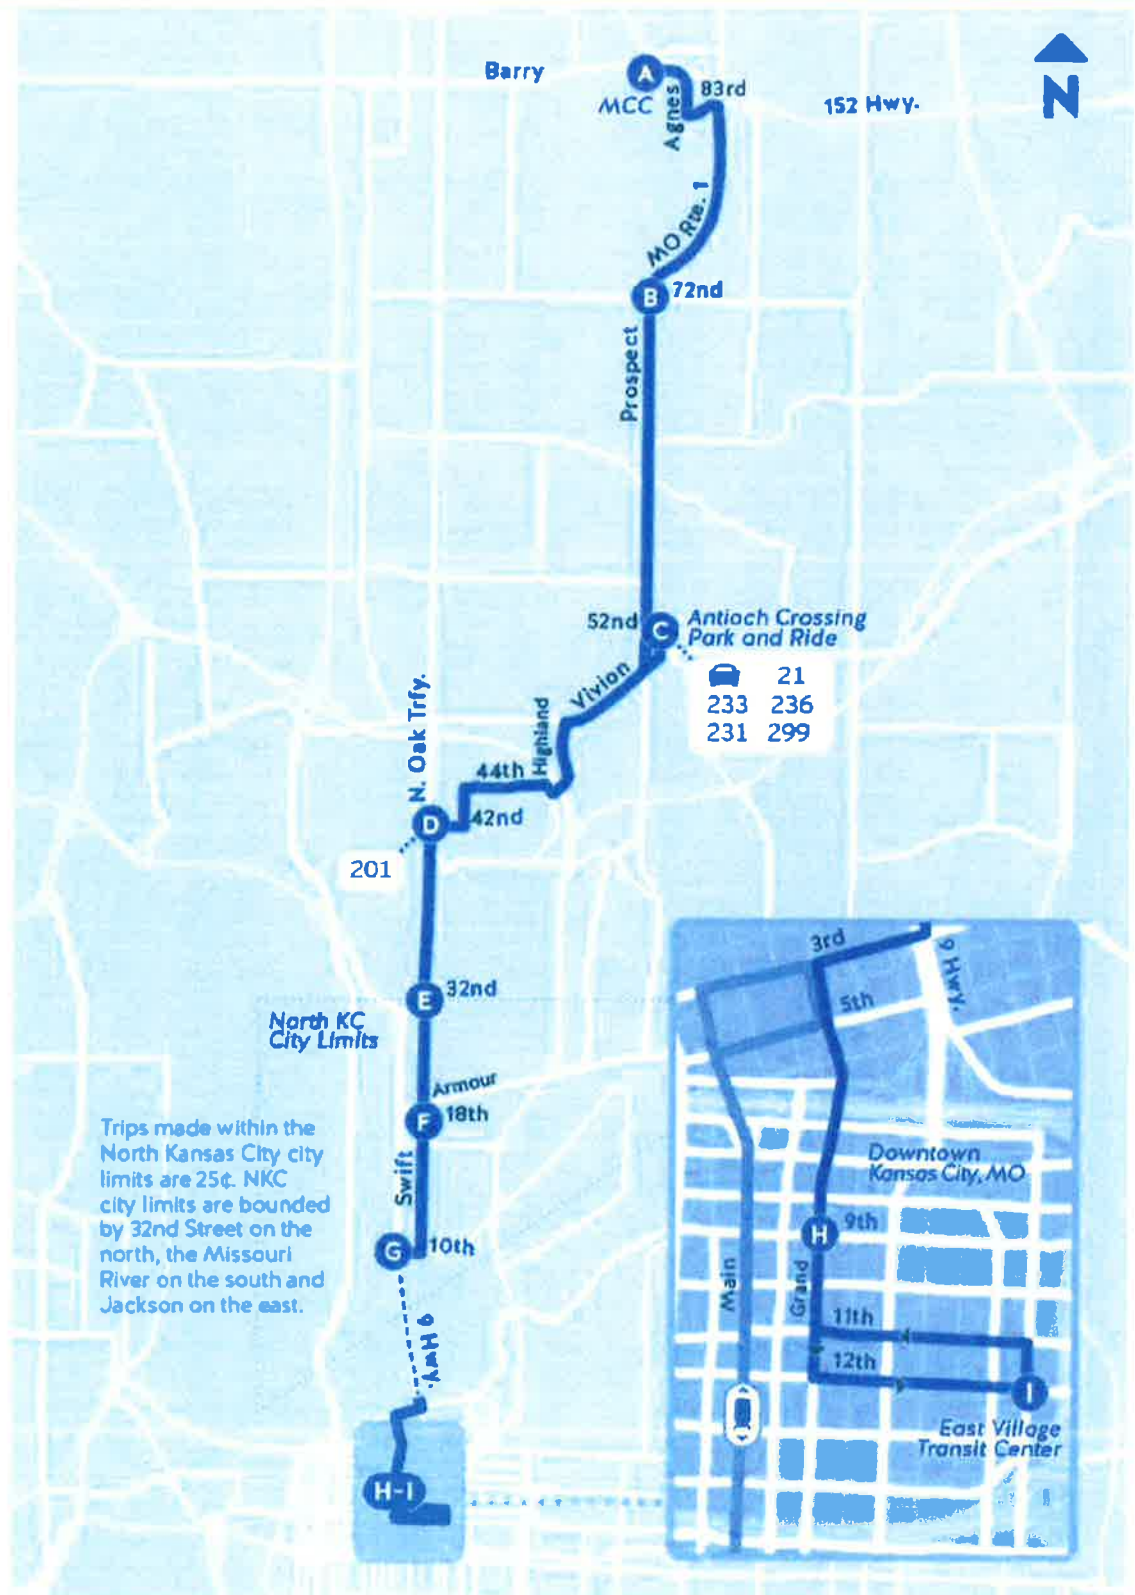 N
Barry
A
MCC
Agnes
83rd
152 Hwy.
MO Rte. 1
B
72nd
Prospect
52nd
C
Antioch Crossing
Park and Ride
21
233 236
231 299
Vivion
Highland
N. Oak Trfy.
44th
D
42nd
201
E
32nd
North KC
City Limits
Armour
F
18th
Swift
G
10th
9 Hwy.
H-I
Trips made within the
North Kansas City city
limits are 25¢. NKC
city limits are bounded
by 32nd Street on the
north, the Missouri
River on the south and
Jackson on the east.
3rd
9 Hwy.
5th
Downtown
Kansas City, MO
H
9th
Main
Grand
11th
12th
I
East Village
Transit Center